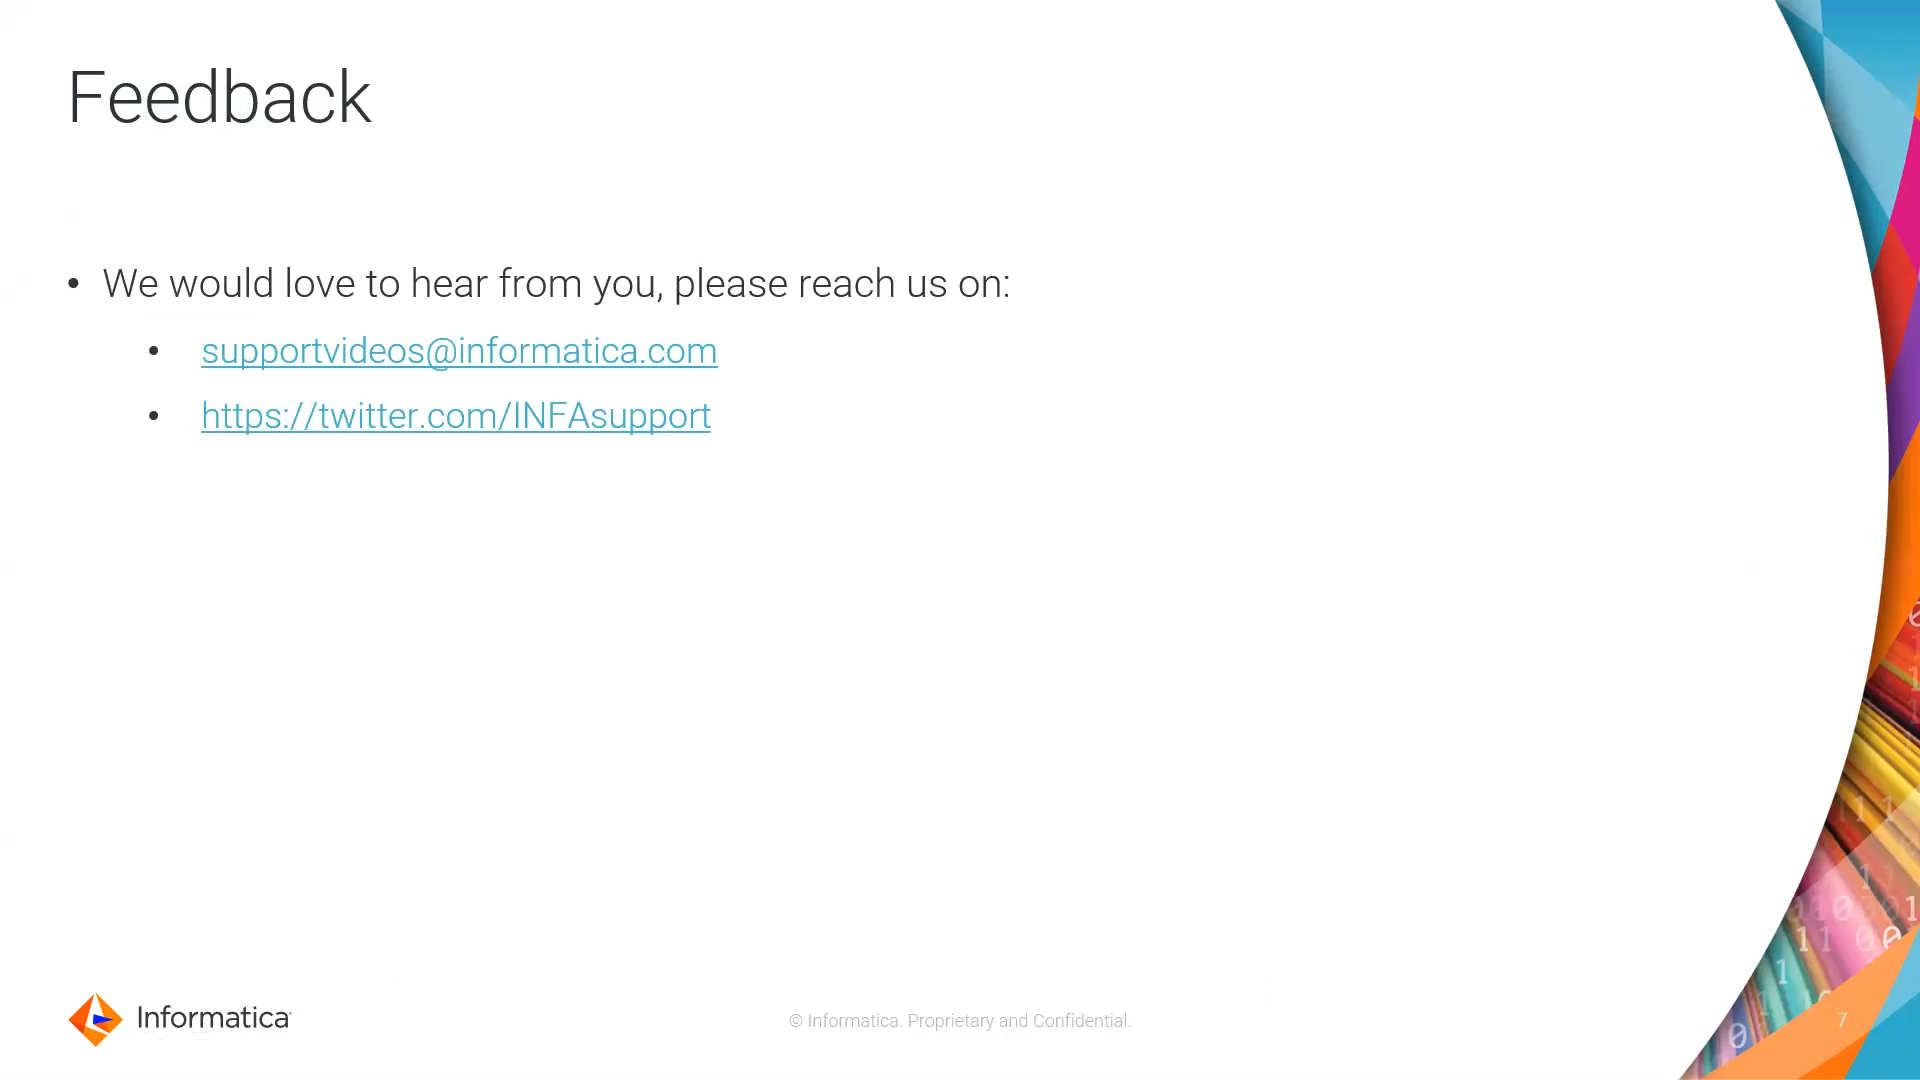 Feedback
• We would love to hear from you, please reach us on:
• supportvideos@informatica.com
• https://twitter.com/INFAsupport
Informatica
© Informatica. Proprietary and Confidential.
7